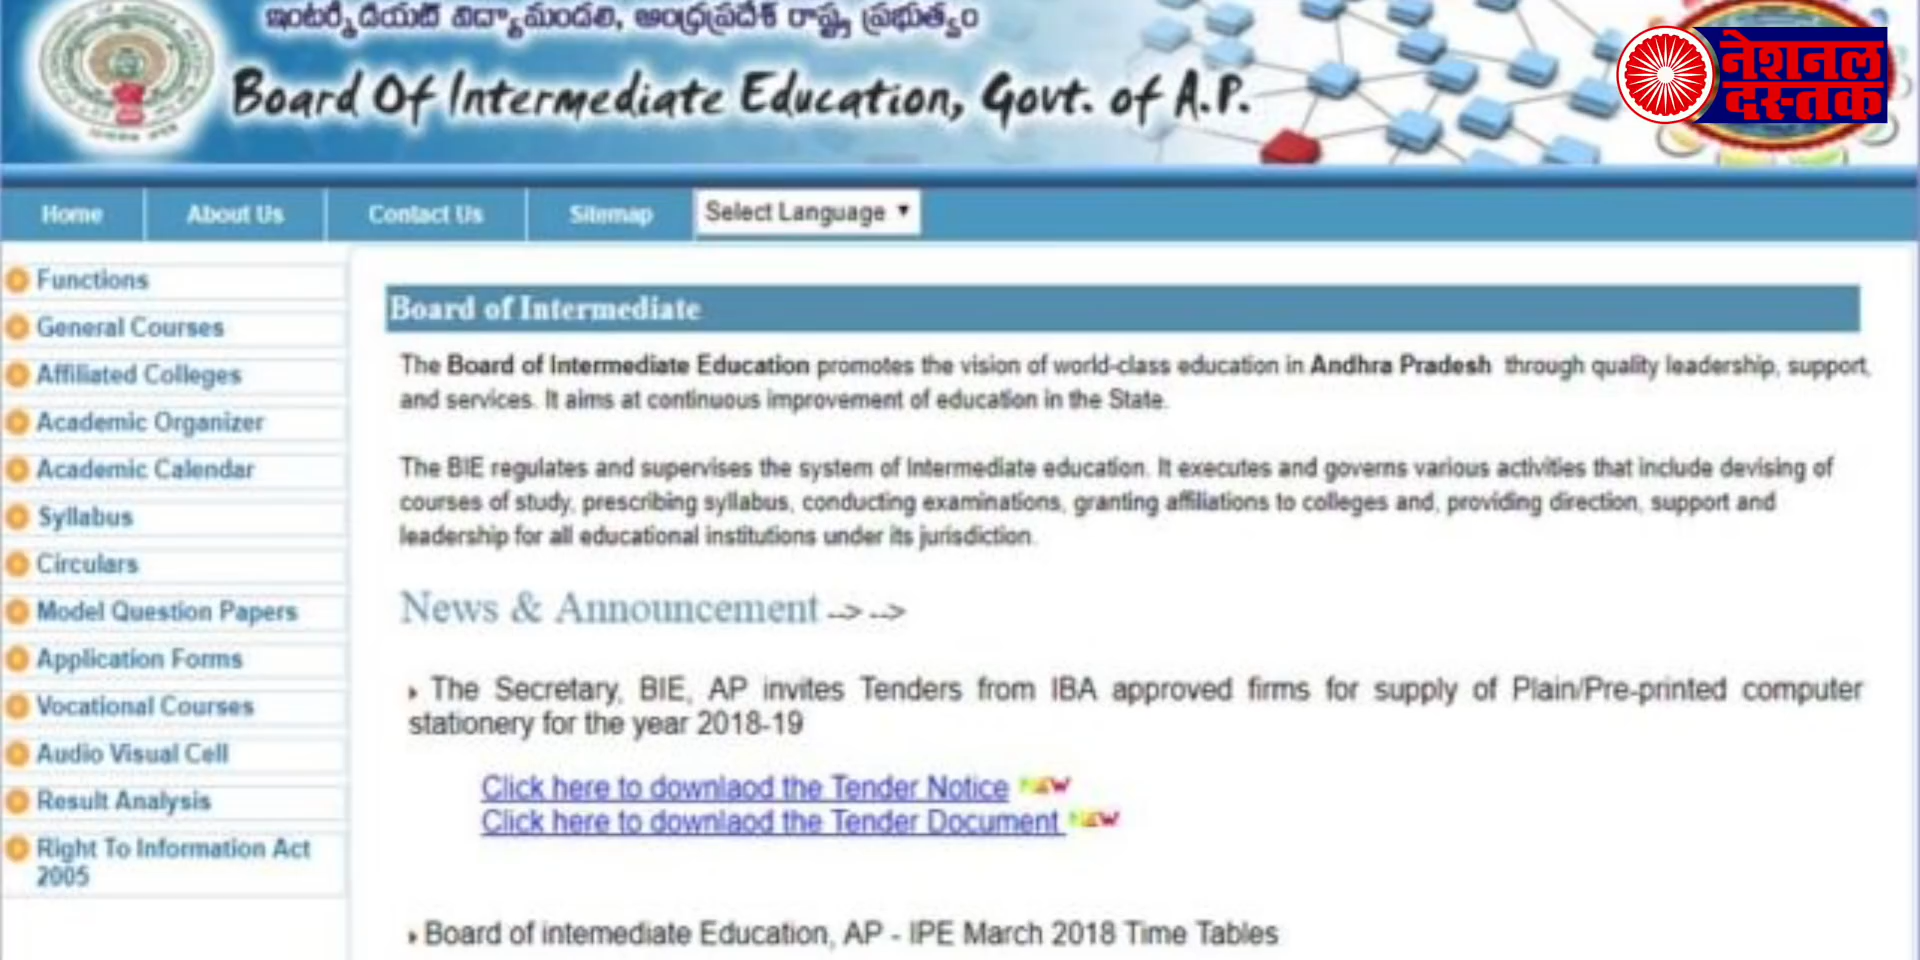 ఇంటర్మీడియట్ విద్యామండలి, ఆంధ్రప్రదేశ్ రాష్ట్ర ప్రభుత్వం
Board Of Intermediate Education, Govt. of A.P.
नेशनल
दस्तक
Home
About Us
Contact Us
Sitemap
Select Language
Functions
General Courses
Affiliated Colleges
Academic Organizer
Academic Calendar
Syllabus
Circulars
Model Question Papers
Application Forms
Vocational Courses
Audio Visual Cell
Result Analysis
Right To Information Act
2005
Board of Intermediate
The Board of Intermediate Education promotes the vision of world-class education in Andhra Pradesh through quality leadership, support,
and services. It aims at continuous improvement of education in the State.
The BIE regulates and supervises the system of Intermediate education. It executes and governs various activities that include devising of
courses of study, prescribing syllabus, conducting examinations, granting affiliations to colleges and, providing direction, support and
leadership for all educational institutions under its jurisdiction.
News & Announcement --> -->
The Secretary, BIE, AP invites Tenders from IBA approved firms for supply of Plain/Pre-printed computer
stationery for the year 2018-19
Click here to downlaod the Tender Notice NEW
Click here to downlaod the Tender Document NEW
Board of intemediate Education, AP - IPE March 2018 Time Tables